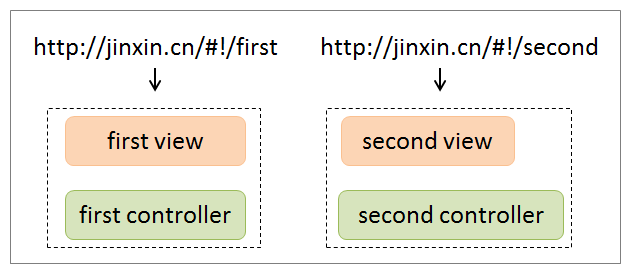 http://jinxin.cn/#!/first
first view
first controller
http://jinxin.cn/#!/second
second view
second controller